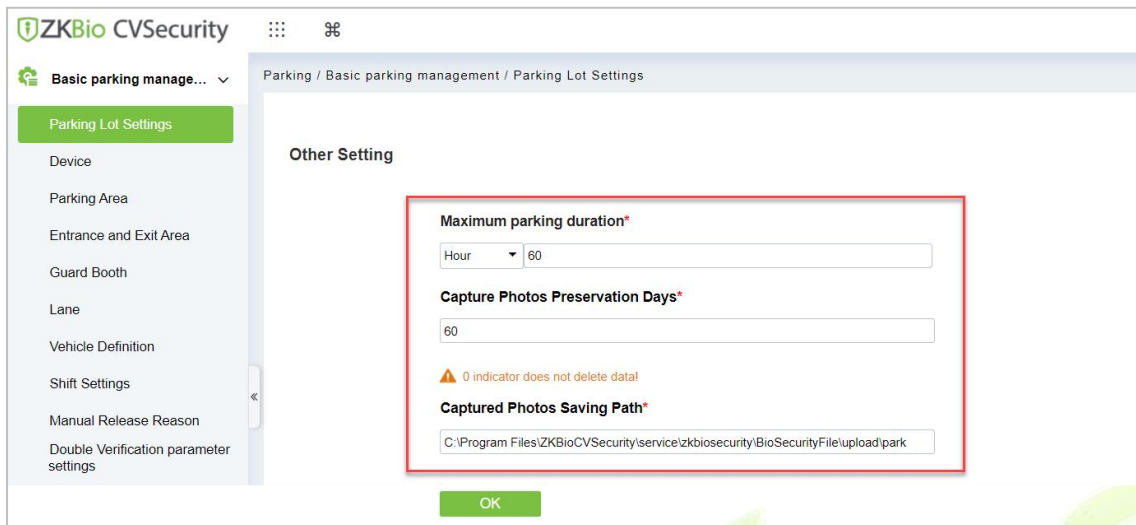 ZKBio CVSecurity
Basic parking manage...
Parking / Basic parking management / Parking Lot Settings
Parking Lot Settings
Device
Parking Area
Entrance and Exit Area
Guard Booth
Lane
Vehicle Definition
Shift Settings
Manual Release Reason
Double Verification parameter
settings
Other Setting
Maximum parking duration*
Hour 60
Capture Photos Preservation Days*
60
0 indicator does not delete data!
Captured Photos Saving Path*
C:\Program Files\ZKBioCVSecurity\service\zkbiosecurity\BioSecurityFile\upload\park
OK